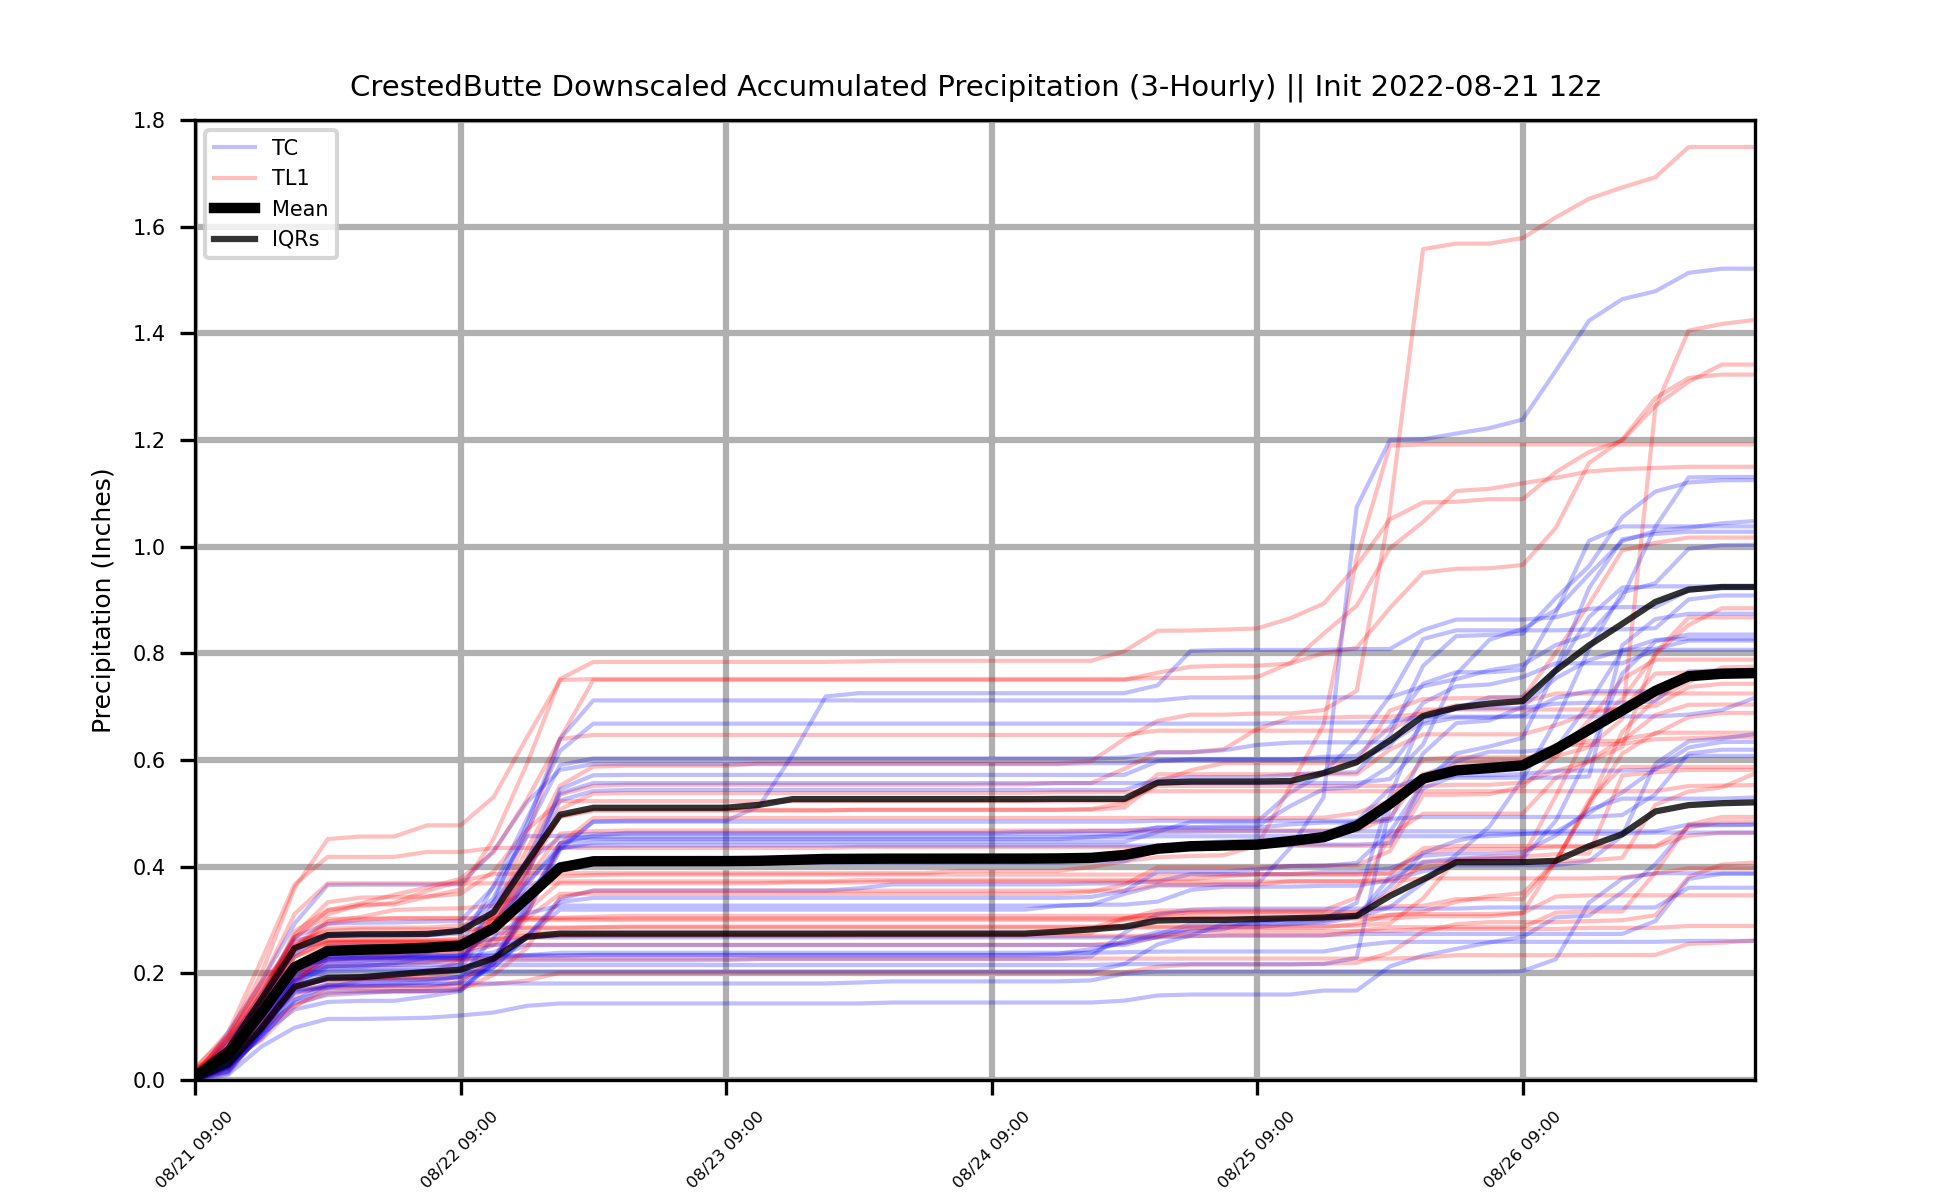 CrestedButte Downscaled Accumulated Precipitation (3-Hourly) || Init 2022-08-21 12z
TC
TL1
Mean
IQRs
Precipitation (Inches)
1.8
1.6
1.4
1.2
1.0
0.8
0.6
0.4
0.2
0.0
08/21 09:00
08/22 09:00
08/23 09:00
08/24 09:00
08/25 09:00
08/26 09:00